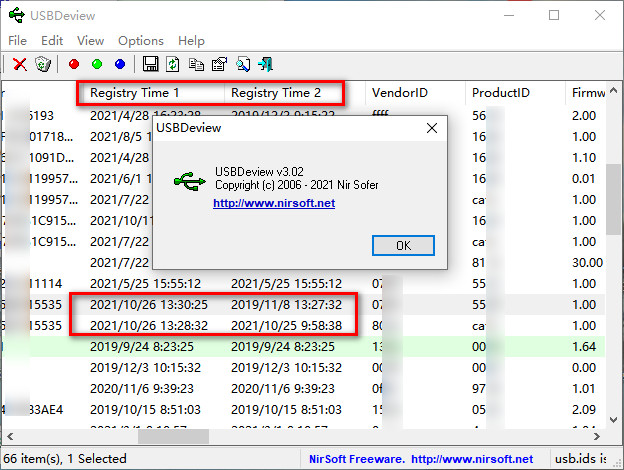 USBDeview
File Edit View Options Help
Registry Time 1 Registry Time 2 VendorID ProductID Firmw
6193 2021/4/28 16:23:28 2019/12/2 9:15:22 ffff 56 2.00
01718... 2021/8/5 1 16 1.00
1091D... 2021/6/3 16 1.10
119957... 2021/6/1 1 16 0.01
119957... 2021/7/22 ca 1.01
1C915... 2021/10/11 16 1.00
1C915... 2021/7/22 ca 1.01
2021/7/22 81 30.00
USBDeview
USBDeview v3.02
Copyright (c) 2006 - 2021 Nir Sofer
http://www.nirsoft.net
OK
11114 2021/5/25 15:55:12 2021/5/25 15:55:12 07 55 2.00
15535 2021/10/26 13:30:25 2019/11/8 13:27:32 07 55 1.00
15535 2021/10/26 13:28:32 2021/10/25 9:58:38 80 ca 1.01
2019/9/24 8:23:25 2019/9/24 8:23:25 13 00 1.64
2019/12/3 10:15:32 2019/12/3 10:15:32 00 00 0.00
2020/11/6 9:39:23 2020/11/6 9:39:23 0f 97 1.01
33AE4 2019/10/15 8:51:03 2019/10/15 8:51:03 15 05 2.09
66 item(s), 1 Selected NirSoft Freeware. http://www.nirsoft.net usb.ids is